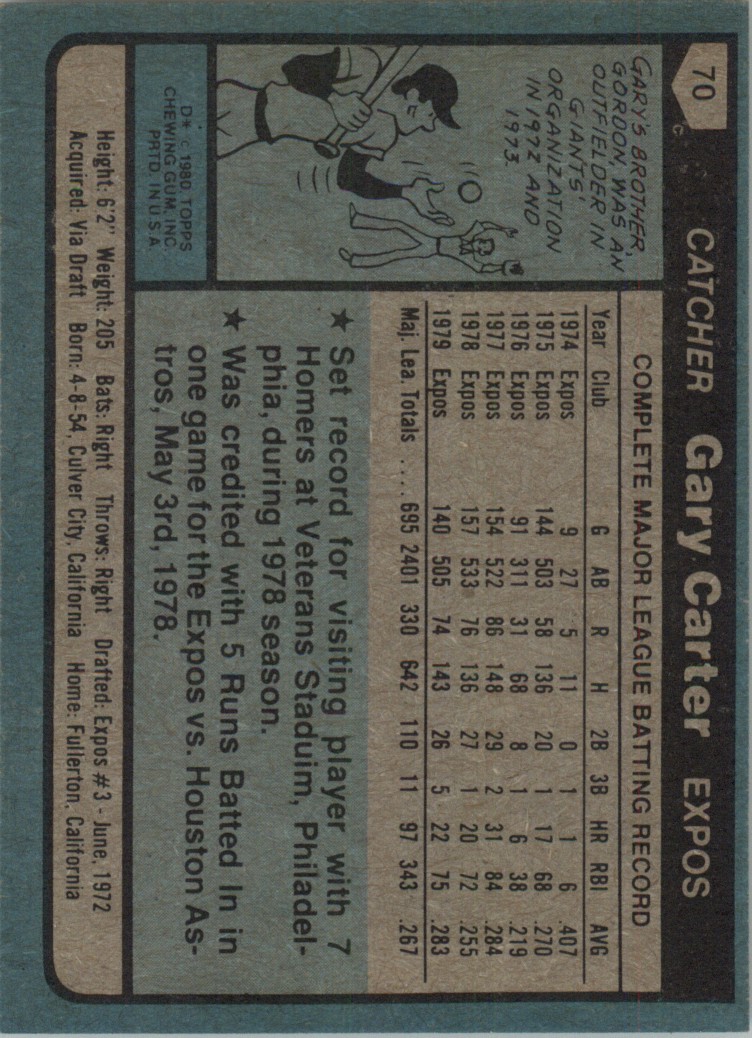 70
C
CATCHER Gary Carter EXPOS
GARY'S BROTHER,
GORDON, WAS AN
OUTFIELDER IN
GIANTS'
ORGANIZATION
IN 1972 AND
1973.
D* © 1980 TOPPS
CHEWING GUM, INC.
PRTD. IN U.S.A.
COMPLETE MAJOR LEAGUE BATTING RECORD
Year Club G AB R H 2B 3B HR RBI AVG
1974 Expos 9 27 5 11 0 1 1 6 .407
1975 Expos 144 503 58 136 20 1 17 68 .270
1976 Expos 91 311 31 68 8 1 6 38 .219
1977 Expos 154 522 86 148 29 2 31 84 .284
1978 Expos 157 533 76 136 27 1 20 72 .255
1979 Expos 140 505 74 143 26 5 22 75 .283
Maj. Lea. Totals .... 695 2401 330 642 110 11 97 343 .267
★ Set record for visiting player with 7
Homers at Veterans Staduim, Philadel-
phia, during 1978 season.
★ Was credited with 5 Runs Batted In in
one game for the Expos vs. Houston As-
tros, May 3rd, 1978.
Height: 6'2" Weight: 205 Bats: Right Throws: Right Drafted: Expos #3 - June, 1972
Acquired: Via Draft Born: 4-8-54, Culver City, California Home: Fullerton, California